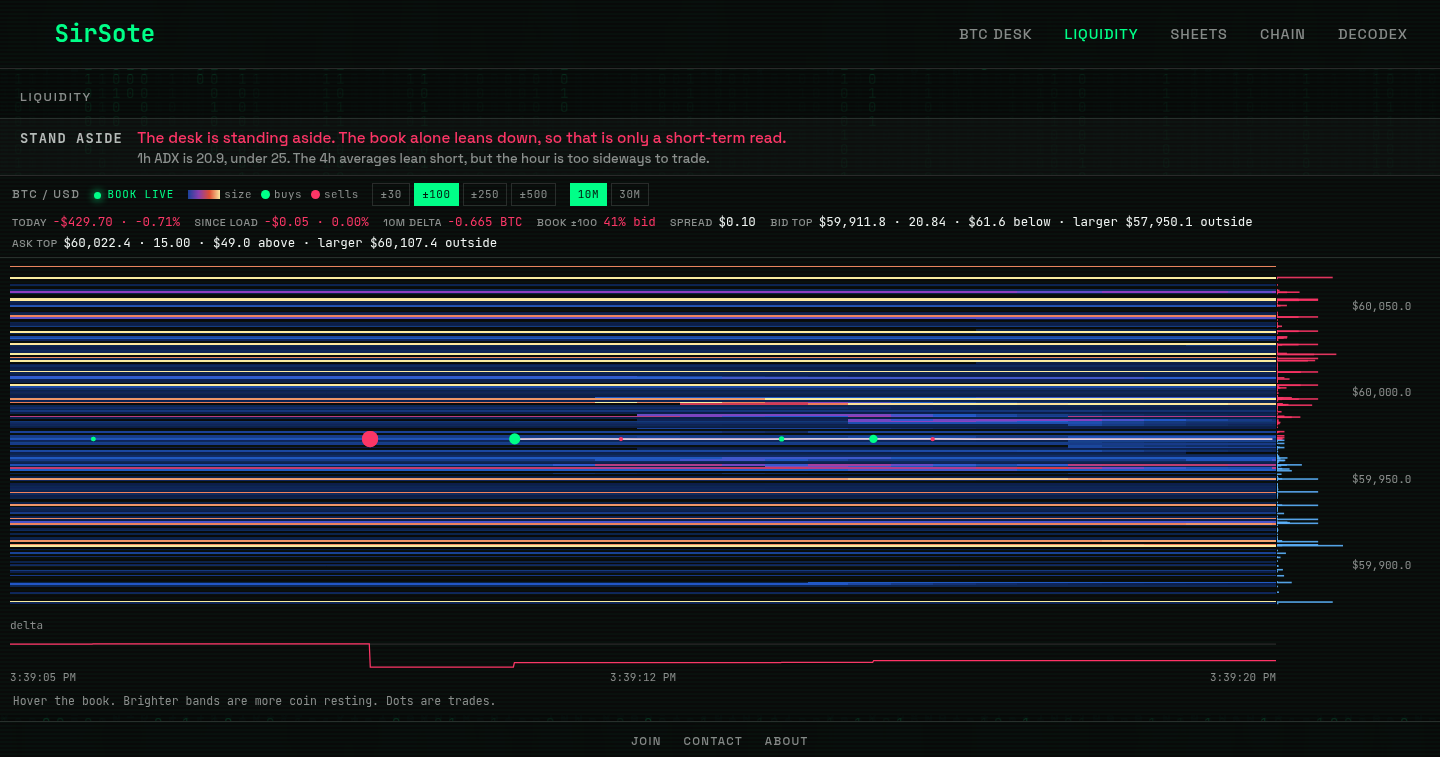 SirSote
BTC DESK LIQUIDITY SHEETS CHAIN DECODEX
LIQUIDITY
STAND ASIDE The desk is standing aside. The book alone leans down, so that is only a short-term read.
1h ADX is 20.9, under 25. The 4h averages lean short, but the hour is too sideways to trade.
BTC / USD BOOK LIVE size buys sells ±30 ±100 ±250 ±500 10M 30M
TODAY -$429.70 · -0.71% SINCE LOAD -$0.05 · 0.00% 10M DELTA -0.665 BTC BOOK ±100 41% bid SPREAD $0.10 BID TOP $59,911.8 · 20.84 · $61.6 below · larger $57,950.1 outside
ASK TOP $60,022.4 · 15.00 · $49.0 above · larger $60,107.4 outside
$60,050.0
$60,000.0
$59,950.0
$59,900.0
delta
3:39:05 PM 3:39:12 PM 3:39:20 PM
Hover the book. Brighter bands are more coin resting. Dots are trades.
JOIN CONTACT ABOUT